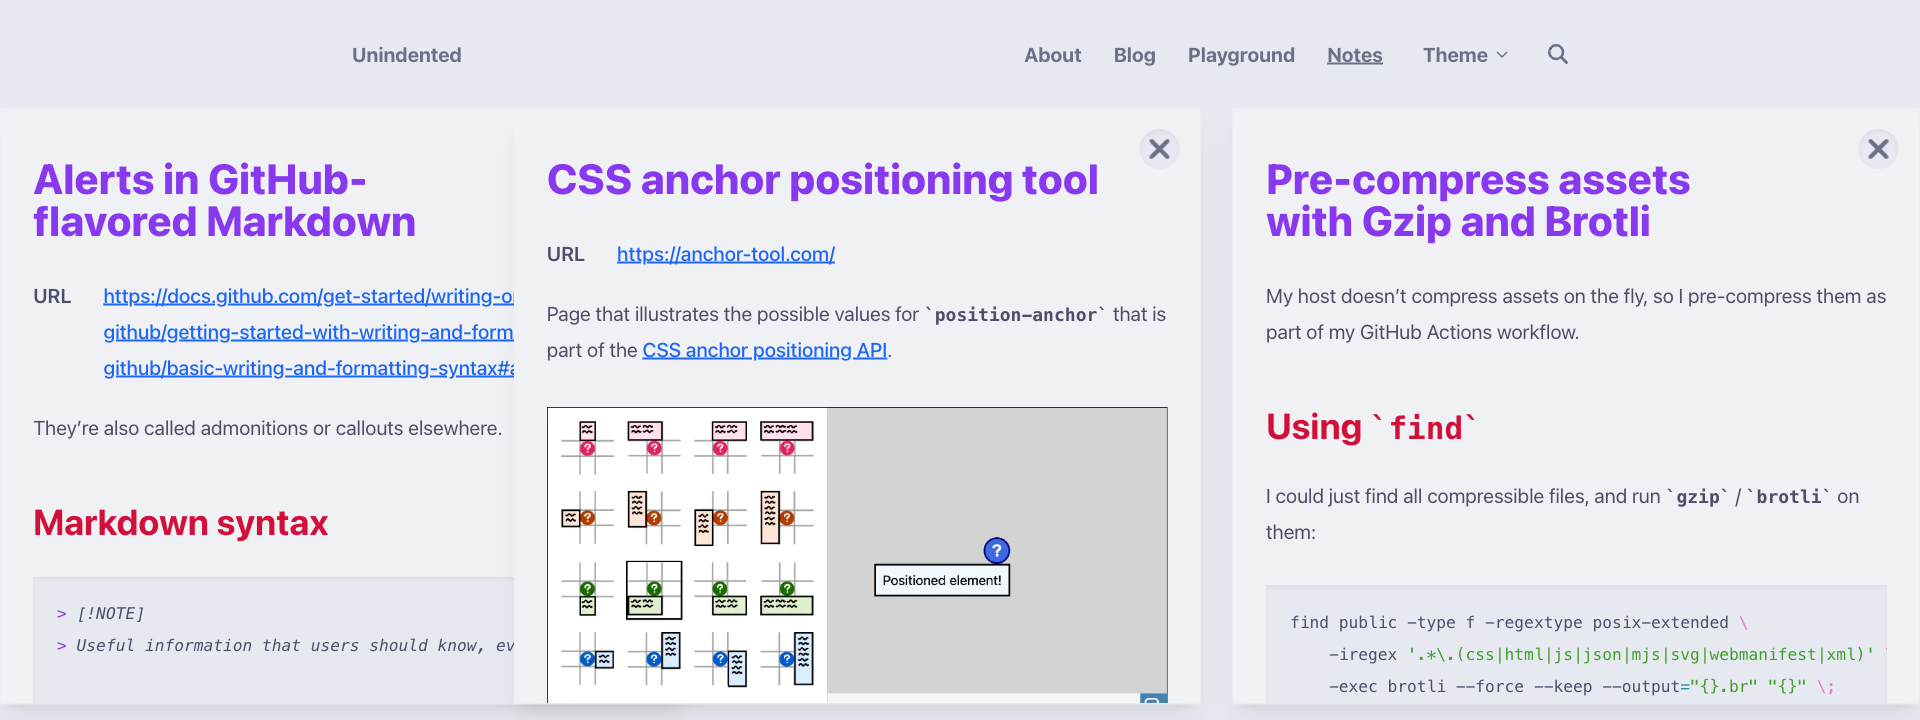 Unindented
About Blog Playground Notes Theme
Alerts in GitHub-
flavored Markdown
URL https://docs.github.com/get-started/writing-o
github/getting-started-with-writing-and-form
github/basic-writing-and-formatting-syntax#a
They’re also called admonitions or callouts elsewhere.
Markdown syntax
> [!NOTE]
> Useful information that users should know, ev
CSS anchor positioning tool
URL https://anchor-tool.com/
Page that illustrates the possible values for `position-anchor` that is
part of the CSS anchor positioning API.
?
Positioned element!
Pre-compress assets
with Gzip and Brotli
My host doesn’t compress assets on the fly, so I pre-compress them as
part of my GitHub Actions workflow.
Using `find`
I could just find all compressible files, and run `gzip` / `brotli` on
them:
find public -type f -regextype posix-extended \
-iregex '.*\.(css|html|js|json|mjs|svg|webmanifest|xml)'
-exec brotli --force --keep --output="{}.br" "{}" \;